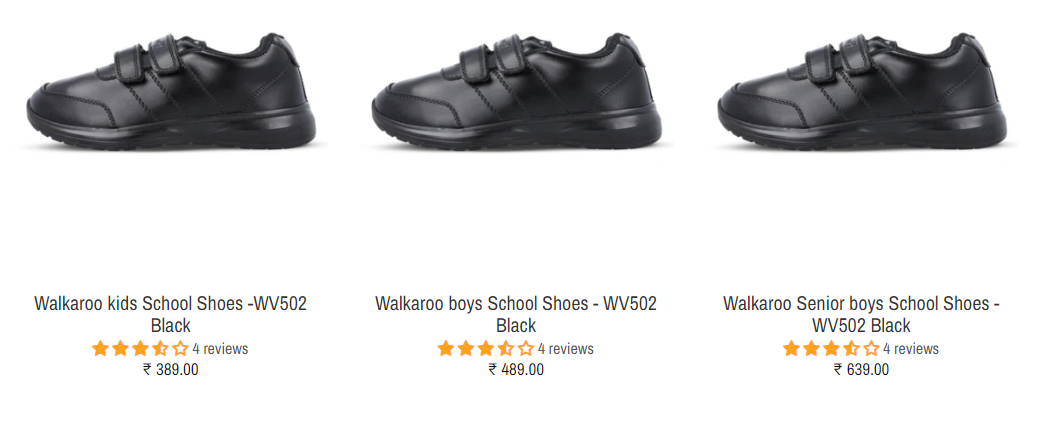 Walkaroo kids School Shoes -WV502
Black
4 reviews
₹ 389.00
Walkaroo boys School Shoes - WV502
Black
4 reviews
₹ 489.00
Walkaroo Senior boys School Shoes -
WV502 Black
4 reviews
₹ 639.00